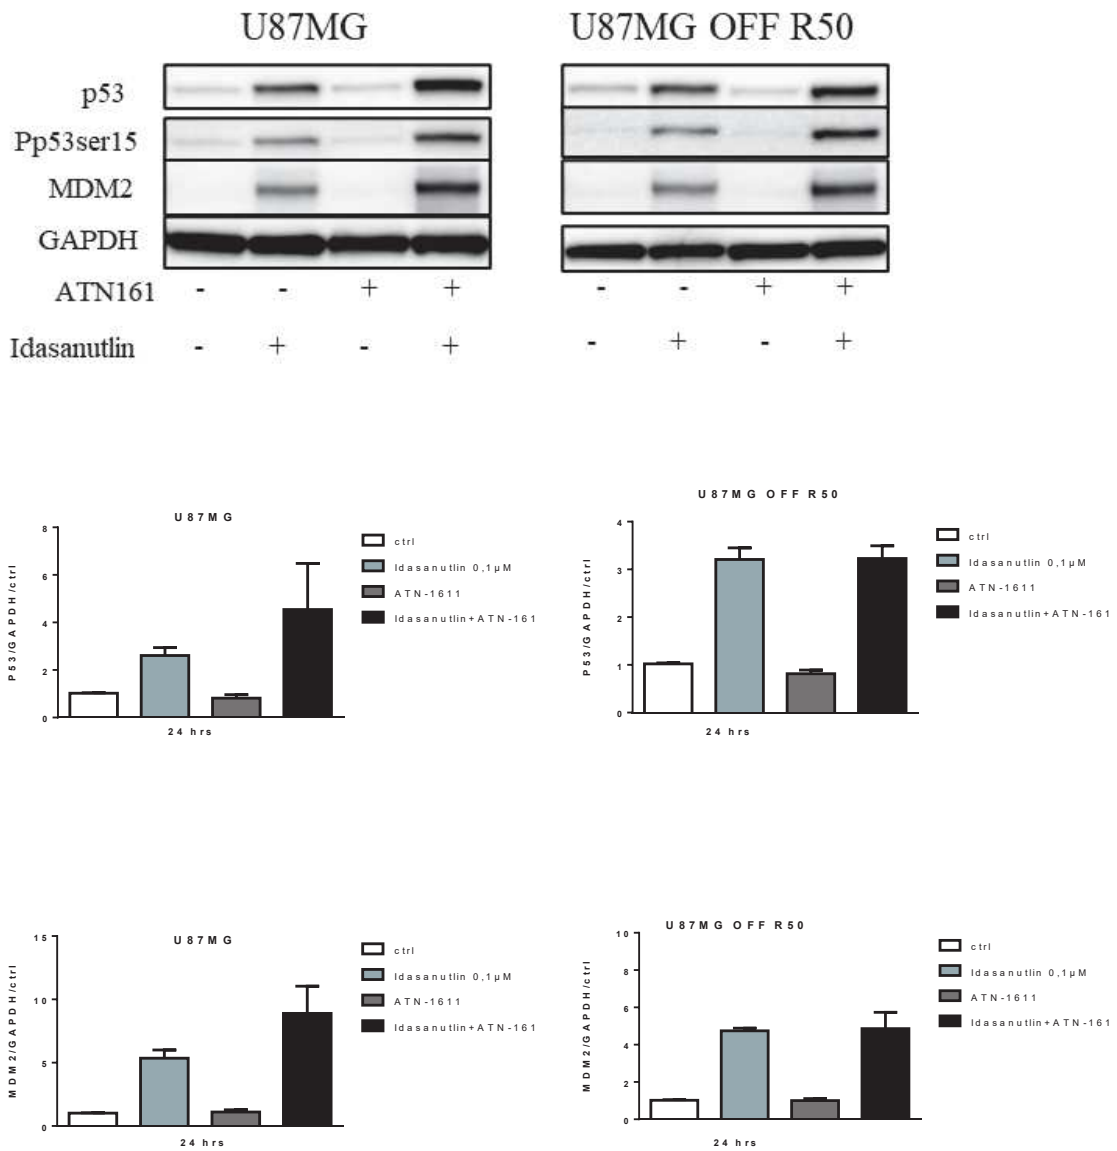 U87MG
U87MG OFF R50
p53
Pp53ser15
MDM2
GAPDH
ATN161 - - + + - - + +
Idasanutlin - + - + - + - +
U87MG
P53/GAPDH/ctrl
8
6
4
2
0
24 hrs
ctrl
Idasanutlin 0,1µM
ATN-1611
Idasanutlin+ATN-161
U87MG OFF R50
P53/GAPDH/ctrl
4
3
2
1
0
24 hrs
ctrl
Idasanutlin 0,1µM
ATN-1611
Idasanutlin+ATN-161
U87MG
MDM2/GAPDH/ctrl
15
10
5
0
24 hrs
ctrl
Idasanutlin 0,1µM
ATN-1611
Idasanutlin+ATN-161
U87MG OFF R50
MDM2/GAPDH/ctrl
10
8
6
4
2
0
24 hrs
ctrl
Idasanutlin 0,1µM
ATN-1611
Idasanutlin+ATN-161